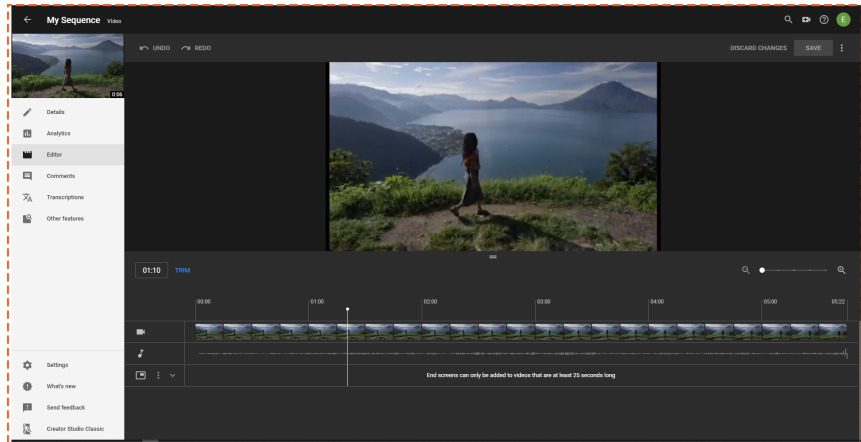 My Sequence Video
E
0:06
UNDO REDO
DISCARD CHANGES SAVE
Details
Analytics
Editor
Comments
Transcriptions
Other features
01:10 TRIM
00:00 01:00 02:00 03:00 04:00 05:00 05:22
End screens can only be added to videos that are at least 25 seconds long
Settings
What's new
Send feedback
Creator Studio Classic